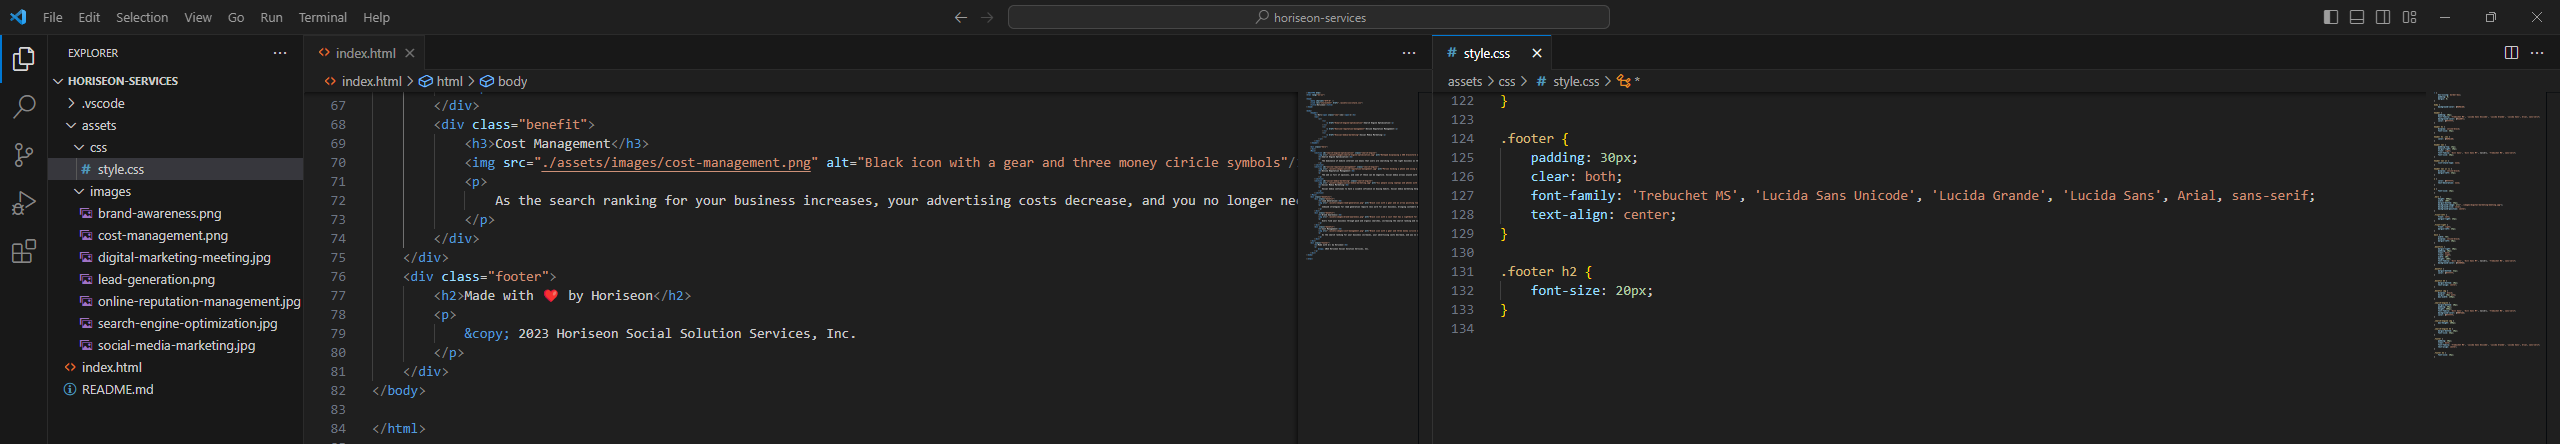 File Edit Selection View Go Run Terminal Help
horiseon-services
EXPLORER
HORISEON-SERVICES
.vscode
assets
css
# style.css
images
brand-awareness.png
cost-management.png
digital-marketing-meeting.jpg
lead-generation.png
online-reputation-management.jpg
search-engine-optimization.jpg
social-media-marketing.jpg
index.html
README.md
index.html
index.html > html > body
67 </div>
68 <div class="benefit">
69 <h3>Cost Management</h3>
70 <img src="./assets/images/cost-management.png" alt="Black icon with a gear and three money ciricle symbols"/
71 <p>
72 As the search ranking for your business increases, your advertising costs decrease, and you no longer nee
73 </p>
74 </div>
75 </div>
76 <div class="footer">
77 <h2>Made with ❤️ by Horiseon</h2>
78 <p>
79 &copy; 2023 Horiseon Social Solution Services, Inc.
80 </p>
81 </div>
82 </body>
83
84 </html>
# style.css
assets > css > # style.css > *
122 }
123
124 .footer {
125 padding: 30px;
126 clear: both;
127 font-family: 'Trebuchet MS', 'Lucida Sans Unicode', 'Lucida Grande', 'Lucida Sans', Arial, sans-serif;
128 text-align: center;
129 }
130
131 .footer h2 {
132 font-size: 20px;
133 }
134